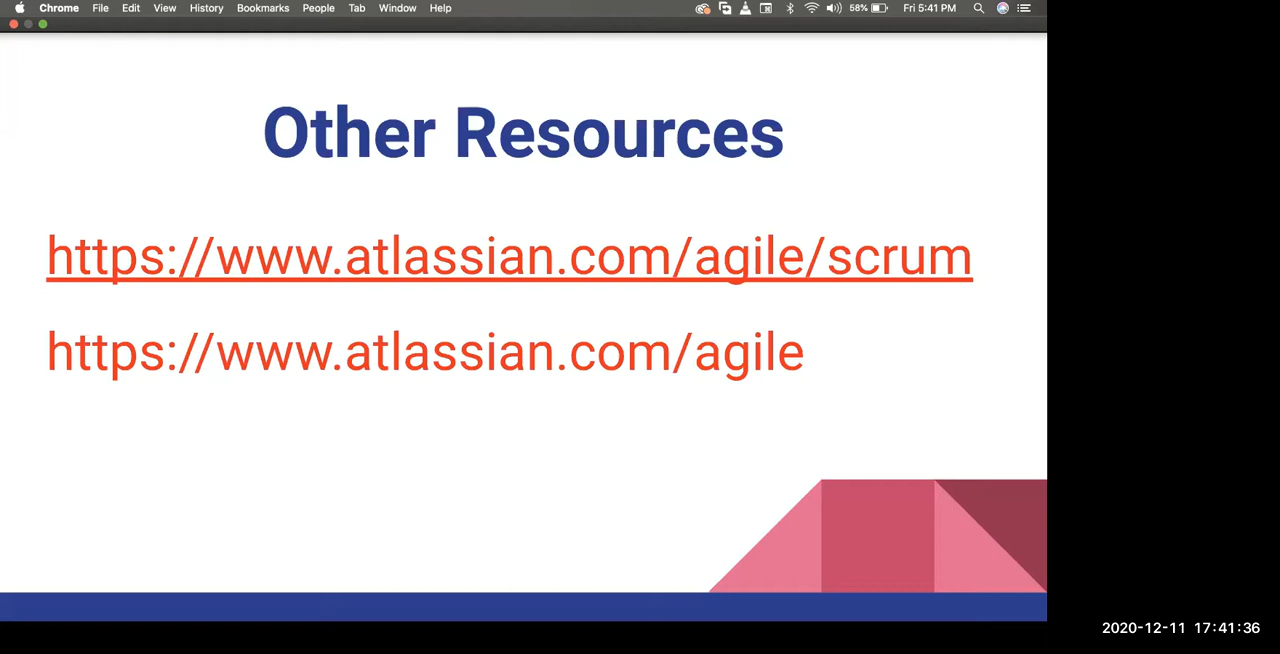 Chrome File Edit View History Bookmarks People Tab Window Help 58% Fri 5:41 PM
Other Resources
https://www.atlassian.com/agile/scrum
https://www.atlassian.com/agile
2020-12-11 17:41:36